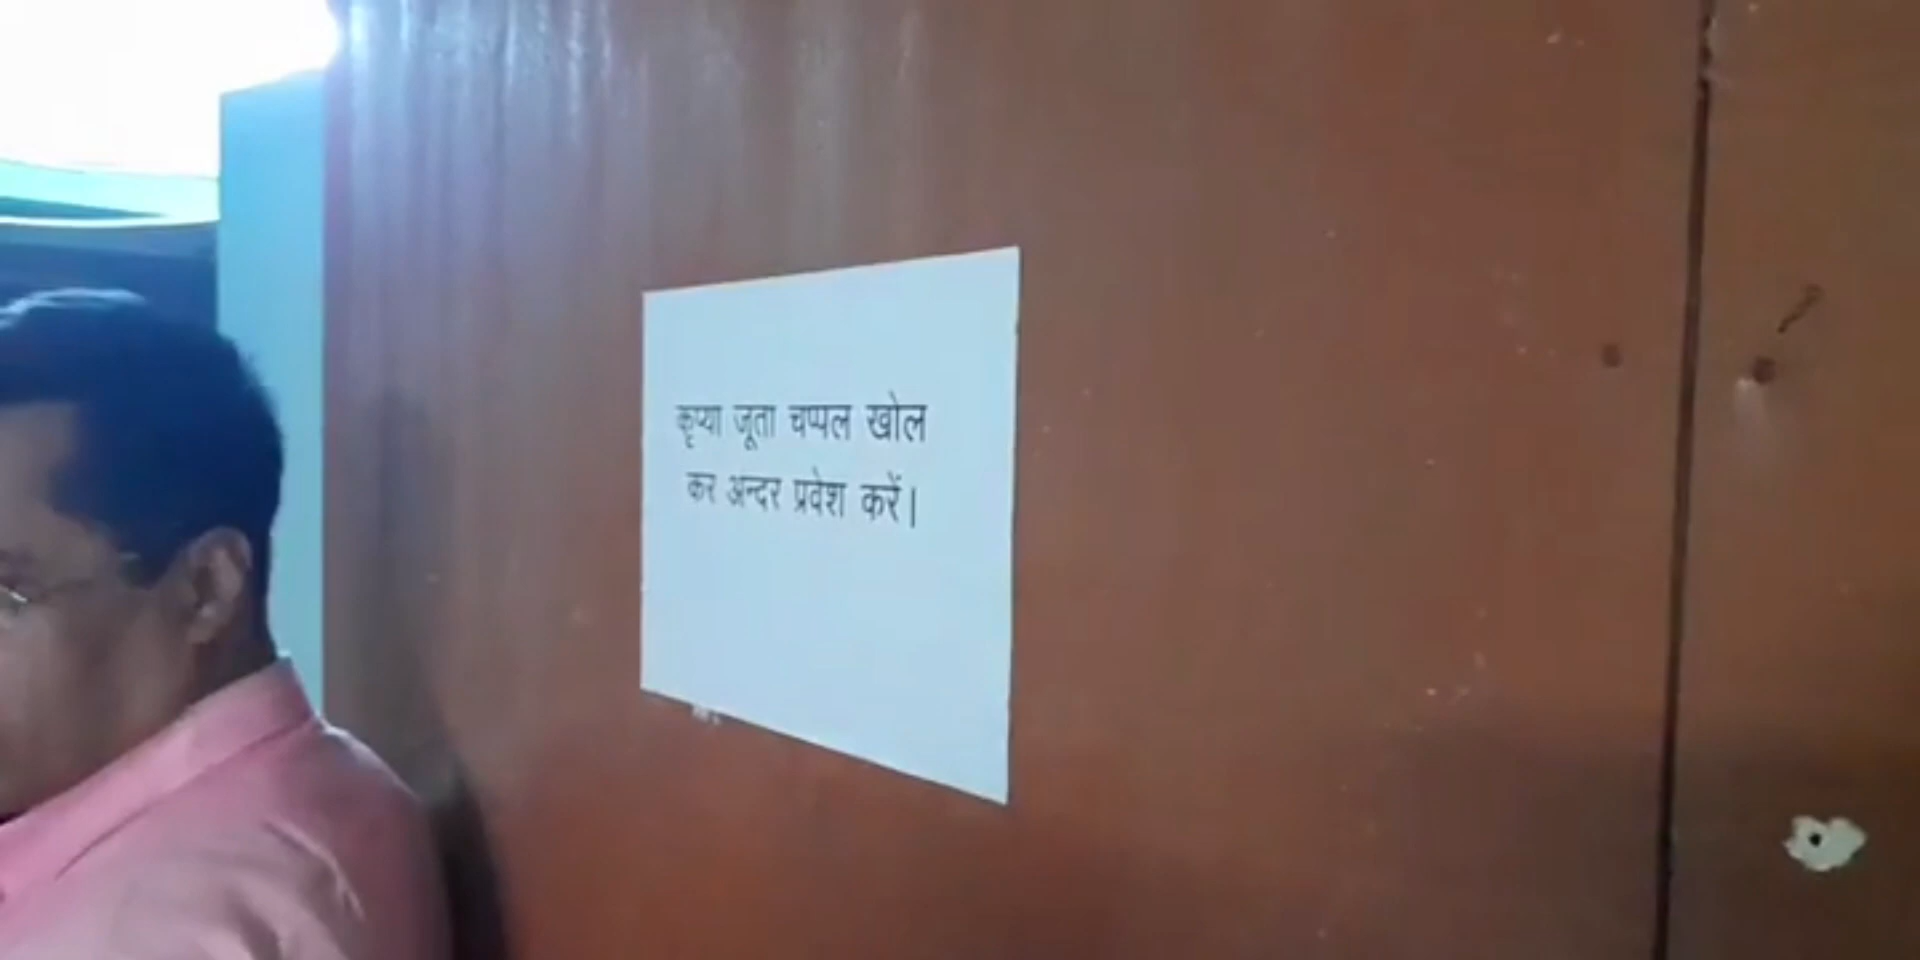 कृप्या जूता चप्पल खोल
कर अन्दर प्रवेश करें।